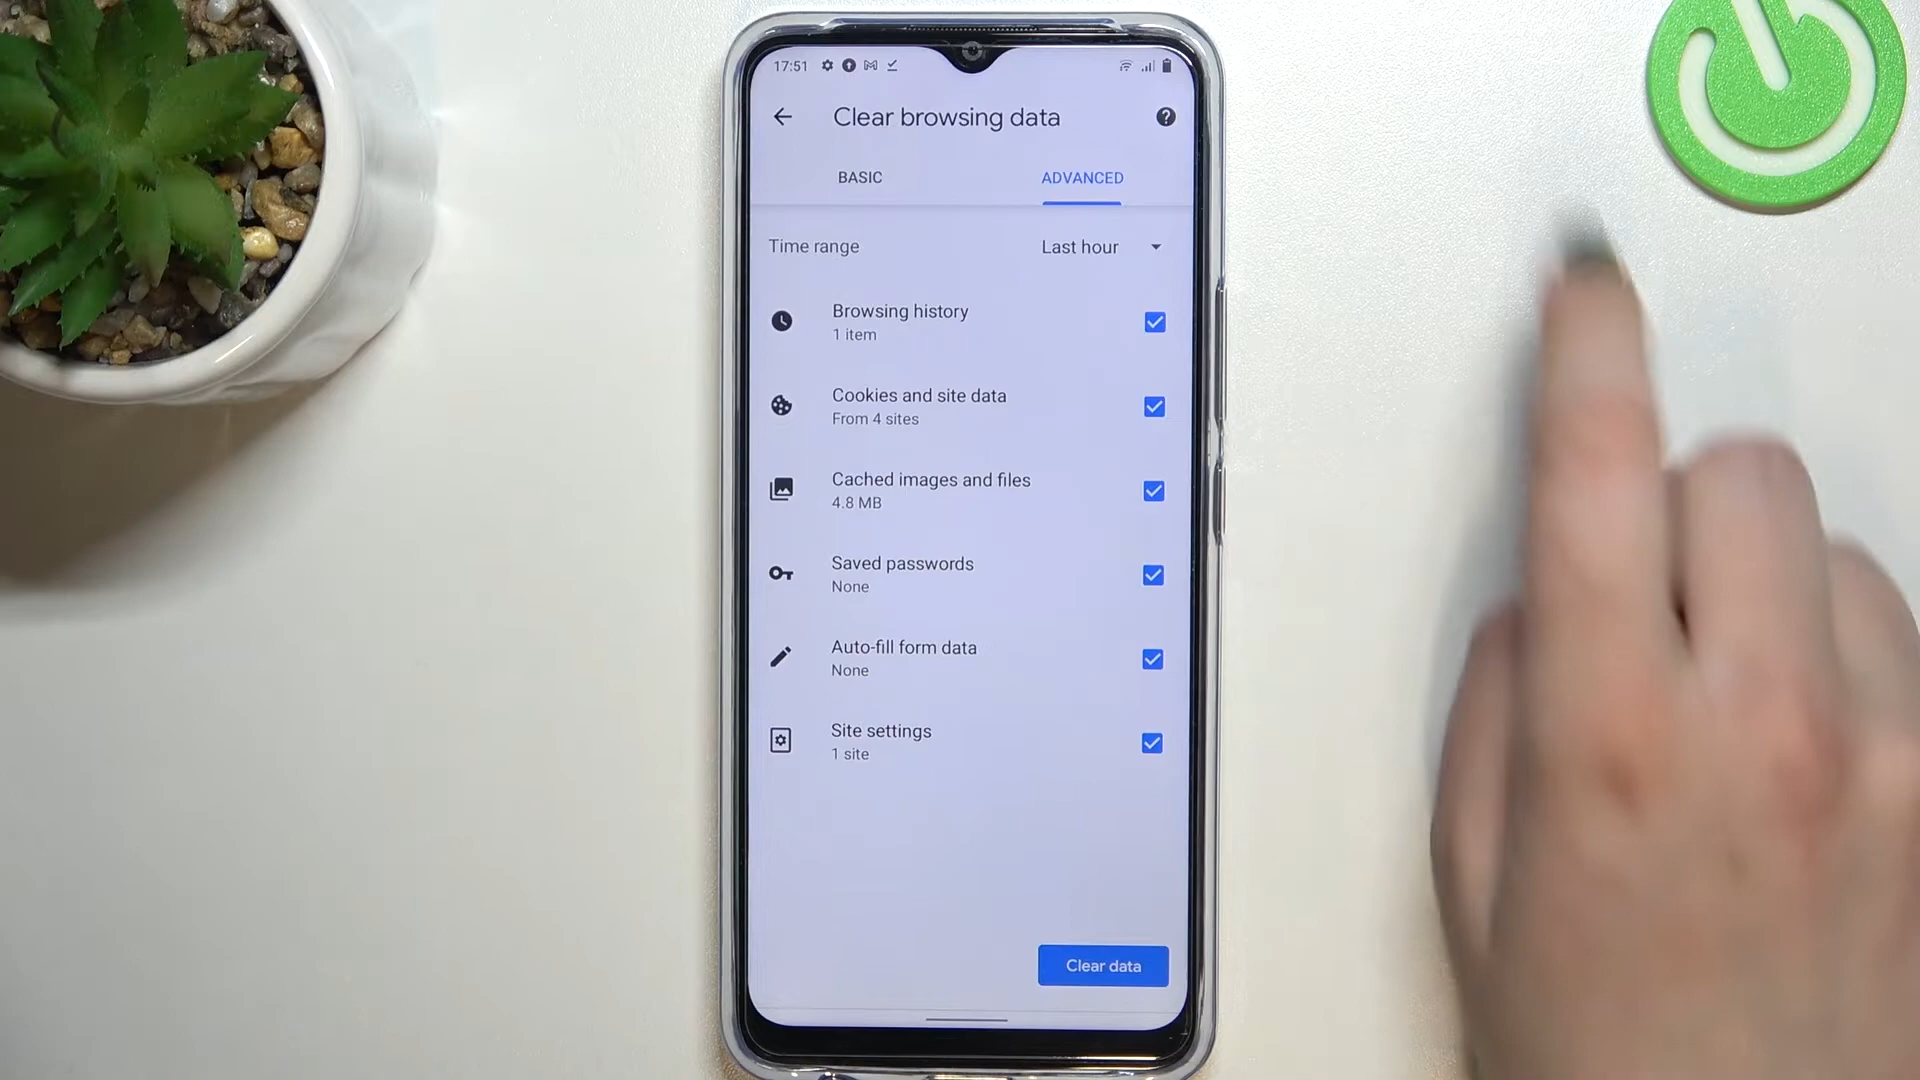 17:51
Clear browsing data
BASIC
ADVANCED
Time range
Last hour
Browsing history
1 item
Cookies and site data
From 4 sites
Cached images and files
4.8 MB
Saved passwords
None
Auto-fill form data
None
Site settings
1 site
Clear data